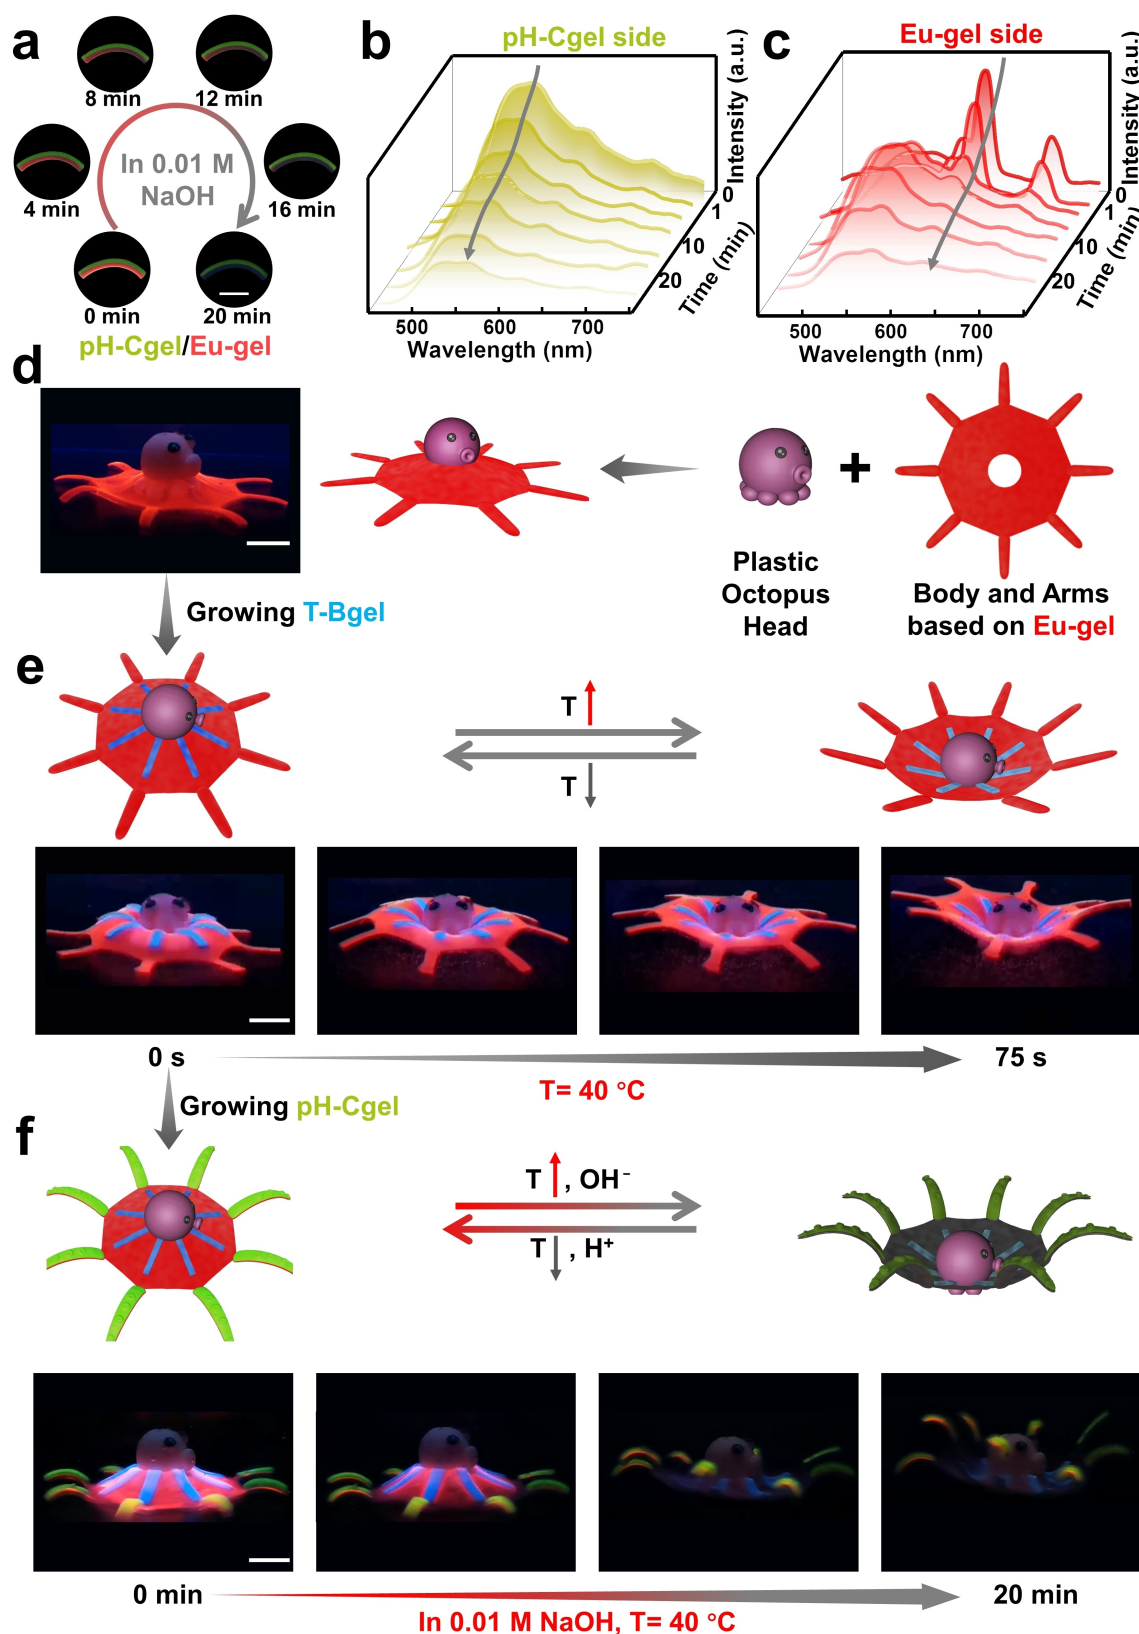 a
8 min
12 min
4 min
In 0.01 M
NaOH
16 min
0 min
20 min
pH-Cgel/Eu-gel
b
pH-Cgel side
Intensity (a.u.)
0
1
10
20
Time (min)
500
600
700
Wavelength (nm)
c
Eu-gel side
Intensity (a.u.)
0
1
10
20
Time (min)
500
600
700
Wavelength (nm)
d
Plastic
Octopus
Head
Body and Arms
based on Eu-gel
Growing T-Bgel
e
T
T
0 s
75 s
T= 40 °C
Growing pH-Cgel
f
T , OH⁻
T , H⁺
0 min
20 min
In 0.01 M NaOH, T= 40 °C